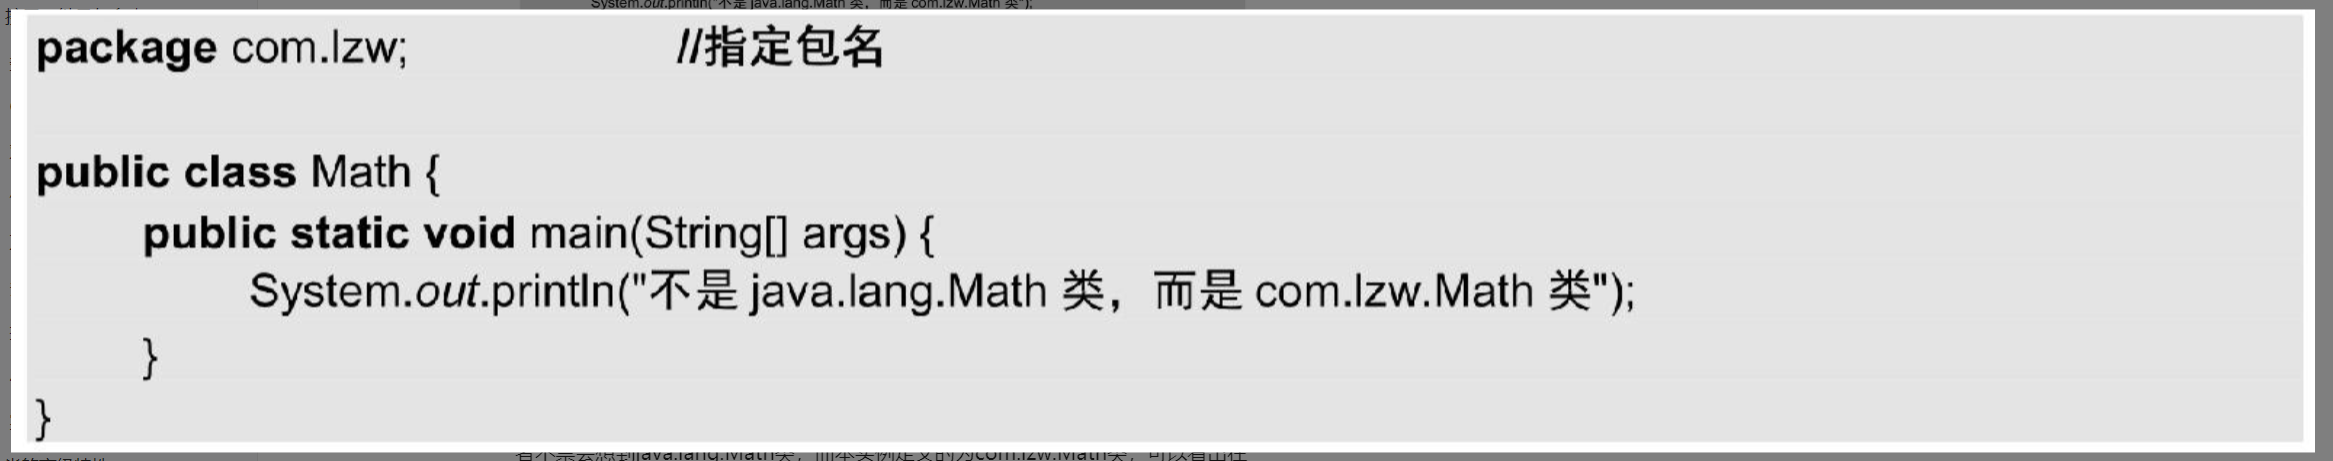 System.out.println("不是 java.lang.Math 类，而是 com.lzw.Math 类");
package com.lzw; //指定包名
public class Math {
public static void main(String[] args) {
System.out.println("不是 java.lang.Math 类，而是 com.lzw.Math 类");
}
}